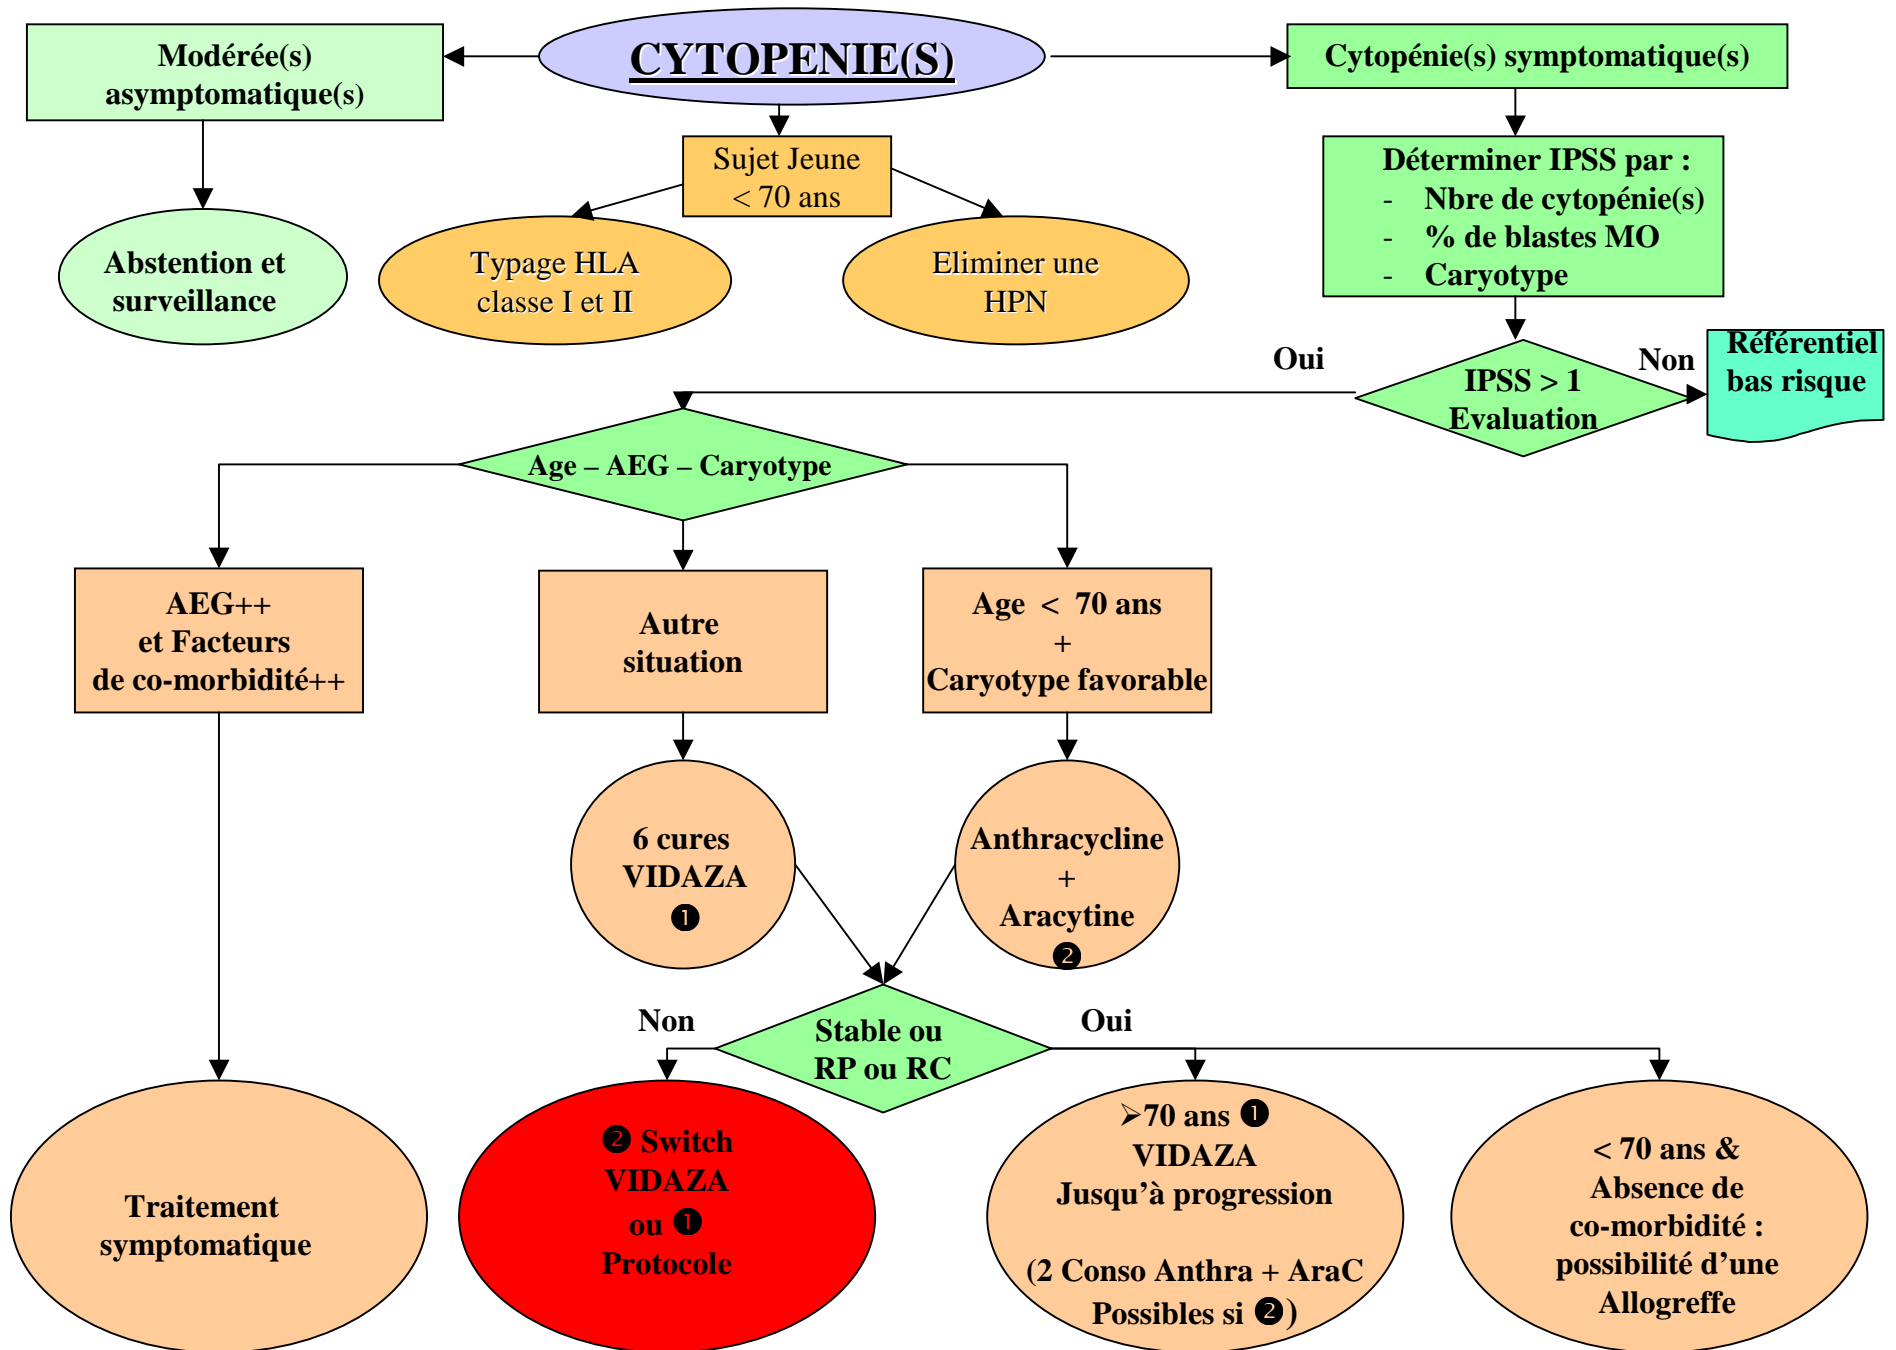 Modérée(s)
asymptomatique(s)
CYTOPENIE(S)
Cytopénie(s) symptomatique(s)
Sujet Jeune
< 70 ans
Déterminer IPSS par :
- Nbre de cytopénie(s)
- % de blastes MO
- Caryotype
Abstention et
surveillance
Typage HLA
classe I et II
Eliminer une
HPN
Oui
IPSS > 1
Evaluation
Non
Référentiel
bas risque
Age – AEG – Caryotype
AEG++
et Facteurs
de co-morbidité++
Autre
situation
Age < 70 ans
+
Caryotype favorable
6 cures
VIDAZA
❶
Anthracycline
+
Aracytine
❷
Non
Stable ou
RP ou RC
Oui
Traitement
symptomatique
❷ Switch
VIDAZA
ou ❶
Protocole
➢70 ans ❶
VIDAZA
Jusqu’à progression
(2 Conso Anthra + AraC
Possibles si ❷)
< 70 ans &
Absence de
co-morbidité :
possibilité d’une
Allogreffe